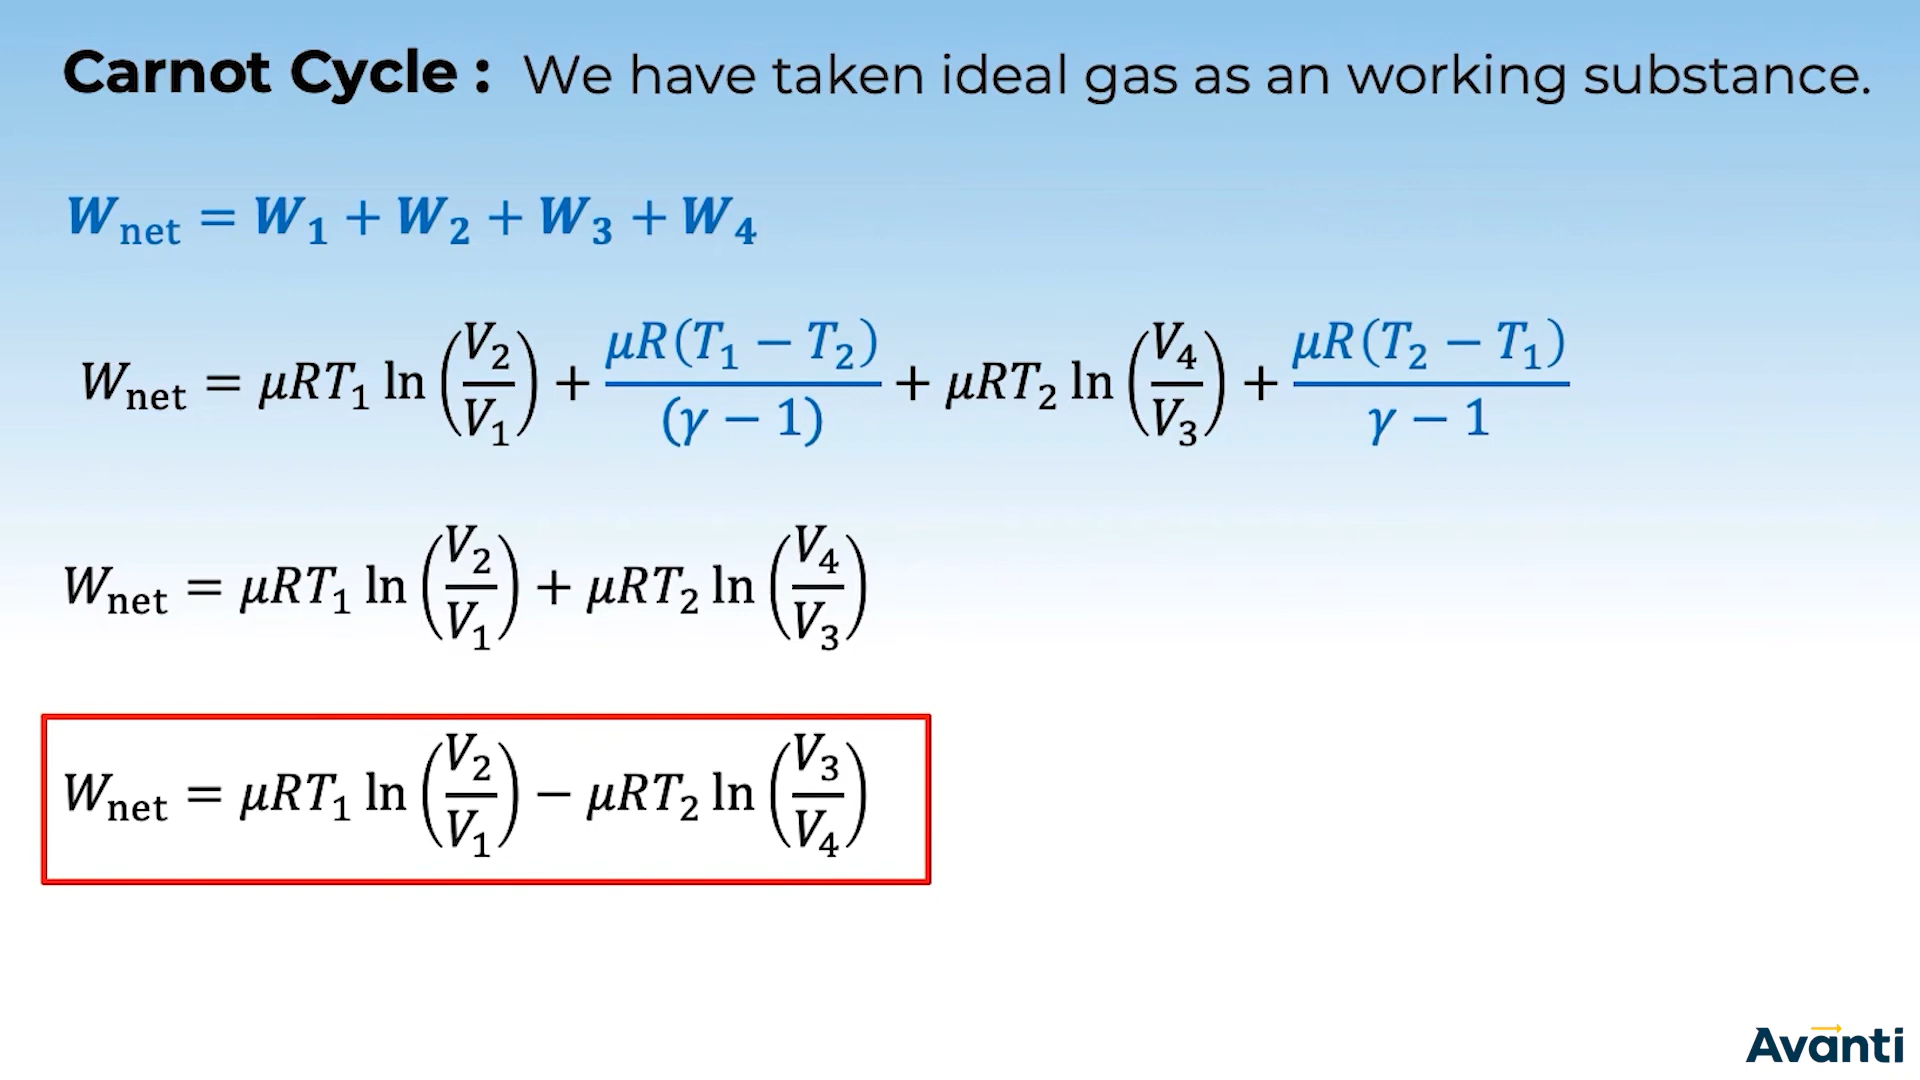 Carnot Cycle : We have taken ideal gas as an working substance.
W_net = W_1 + W_2 + W_3 + W_4
W_net = μRT_1 ln (V_2/V_1) + μR(T_1 − T_2)/(γ − 1) + μRT_2 ln (V_4/V_3) + μR(T_2 − T_1)/γ − 1
W_net = μRT_1 ln (V_2/V_1) + μRT_2 ln (V_4/V_3)
W_net = μRT_1 ln (V_2/V_1) − μRT_2 ln (V_3/V_4)
Avanti